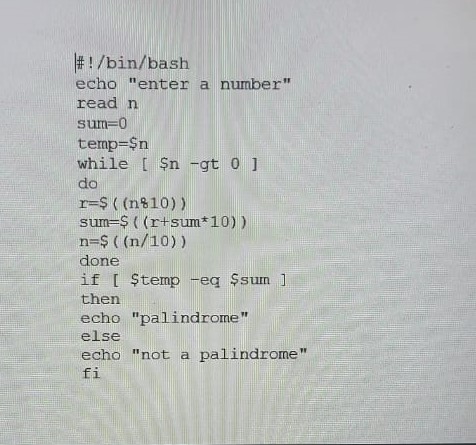 #!/bin/bash
echo "enter a number"
read n
sum=0
temp=$n
while [ $n -gt 0 ]
do
r=$((n%10))
sum=$((r+sum*10))
n=$((n/10))
done
if [ $temp -eq $sum ]
then
echo "palindrome"
else
echo "not a palindrome"
fi